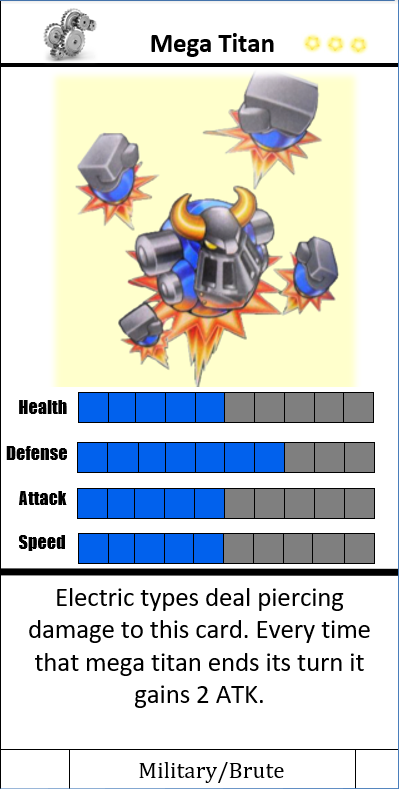 Mega Titan
Health
Defense
Attack
Speed
Electric types deal piercing
damage to this card. Every time
that mega titan ends its turn it
gains 2 ATK.
Military/Brute